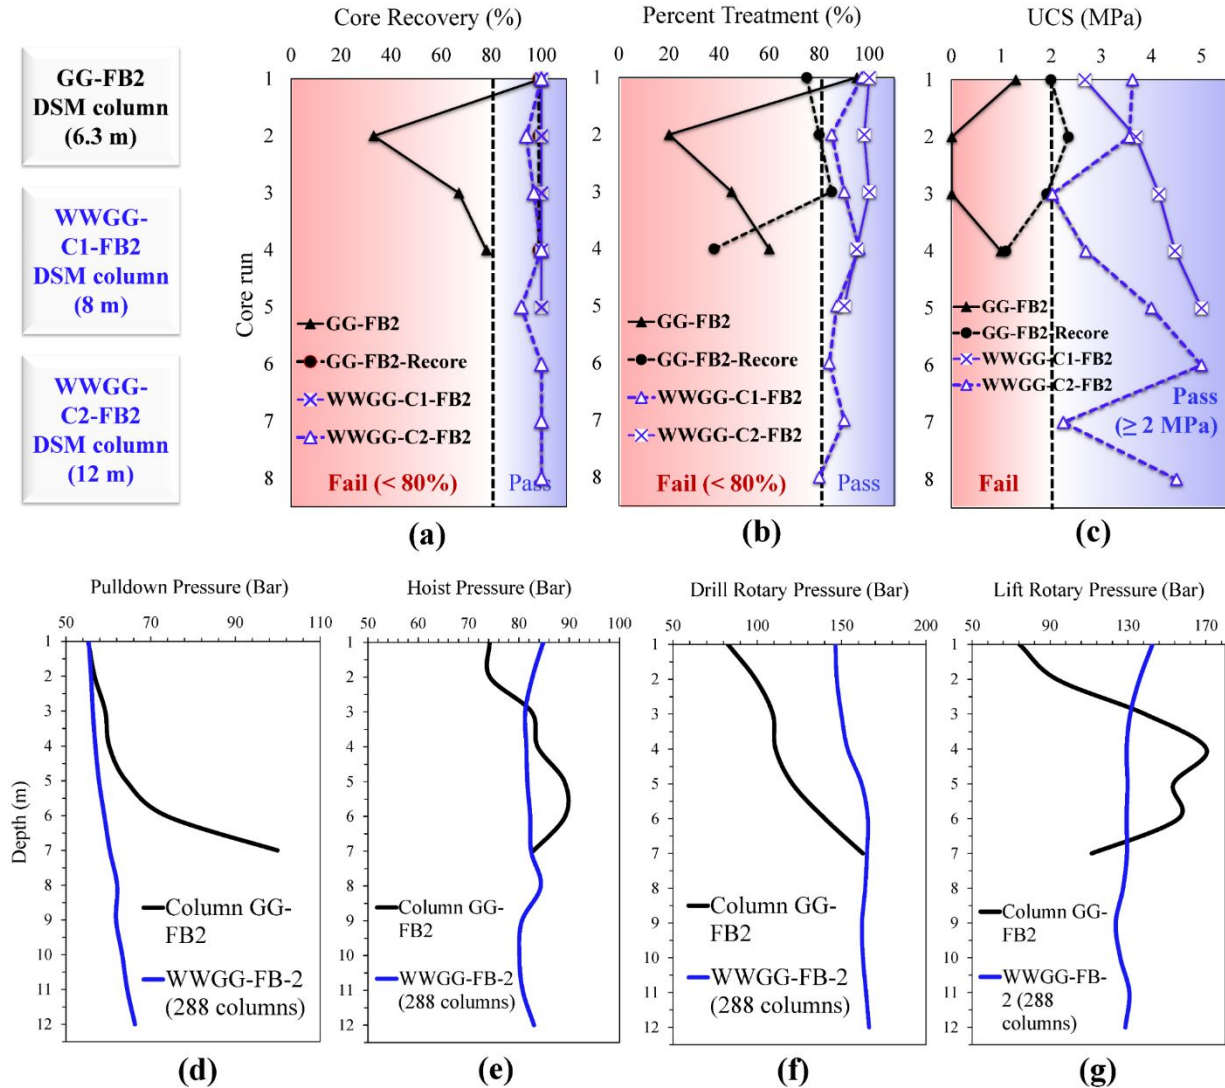 GG-FB2
DSM column
(6.3 m)
WWGG-
C1-FB2
DSM column
(8 m)
WWGG-
C2-FB2
DSM column
(12 m)
Core Recovery (%)
0 20 40 60 80 100
Core run
1
2
3
4
5
6
7
8
GG-FB2
GG-FB2-Recore
WWGG-C1-FB2
WWGG-C2-FB2
Fail (< 80%)
Pass
(a)
Percent Treatment (%)
0 20 40 60 80 100
1
2
3
4
5
6
7
8
GG-FB2
GG-FB2-Recore
WWGG-C1-FB2
WWGG-C2-FB2
Fail (< 80%)
Pass
(b)
UCS (MPa)
0 1 2 3 4 5
1
2
3
4
5
6
7
8
GG-FB2
GG-FB2-Recore
WWGG-C1-FB2
WWGG-C2-FB2
Pass
(≥ 2 MPa)
Fail
(c)
Pulldown Pressure (Bar)
50 70 90 110
Depth (m)
1
2
3
4
5
6
7
8
9
10
11
12
Column GG-
FB2
WWGG-FB-2
(288 columns)
(d)
Hoist Pressure (Bar)
50 60 70 80 90 100
1
2
3
4
5
6
7
8
9
10
11
12
Column GG-
FB2
WWGG-FB-2
(288 columns)
(e)
Drill Rotary Pressure (Bar)
50 100 150 200
1
2
3
4
5
6
7
8
9
10
11
12
Column GG-
FB2
WWGG-FB-2
(288 columns)
(f)
Lift Rotary Pressure (Bar)
50 90 130 170
1
2
3
4
5
6
7
8
9
10
11
12
Column GG-
FB2
WWGG-FB-
2 (288
columns)
(g)